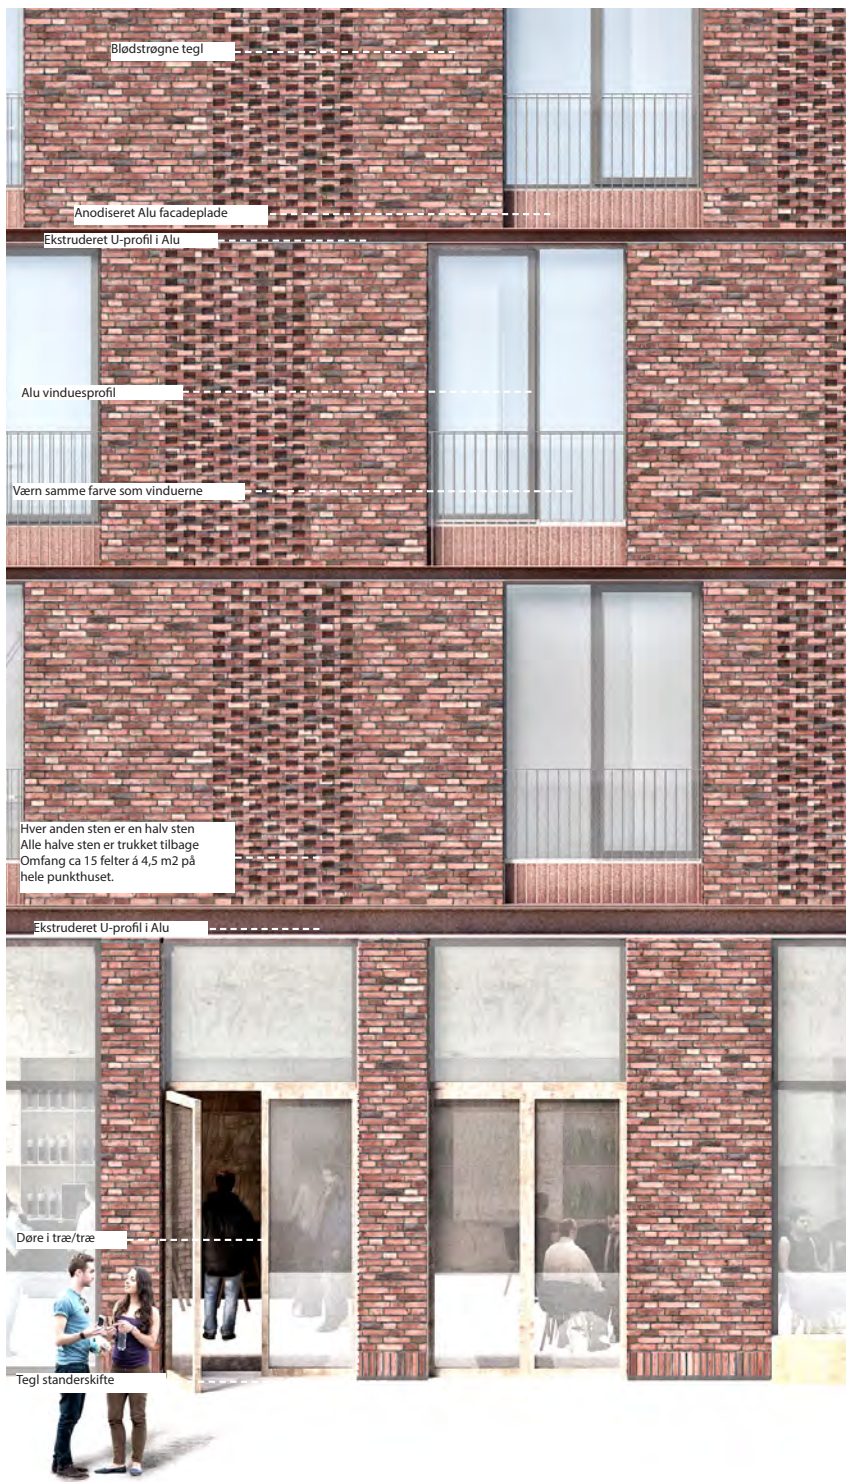 Blødstrøgne tegl
Anodiseret Alu facadeplade
Ekstruderet U-profil i Alu
Alu vinduesprofil
Værn samme farve som vinduerne
Hver anden sten er en halv sten
Alle halve sten er trukket tilbage
Omfang ca 15 felter á 4,5 m2 på
hele punkthuset.
Ekstruderet U-profil i Alu
Døre i træ/træ
Tegl standerskifte